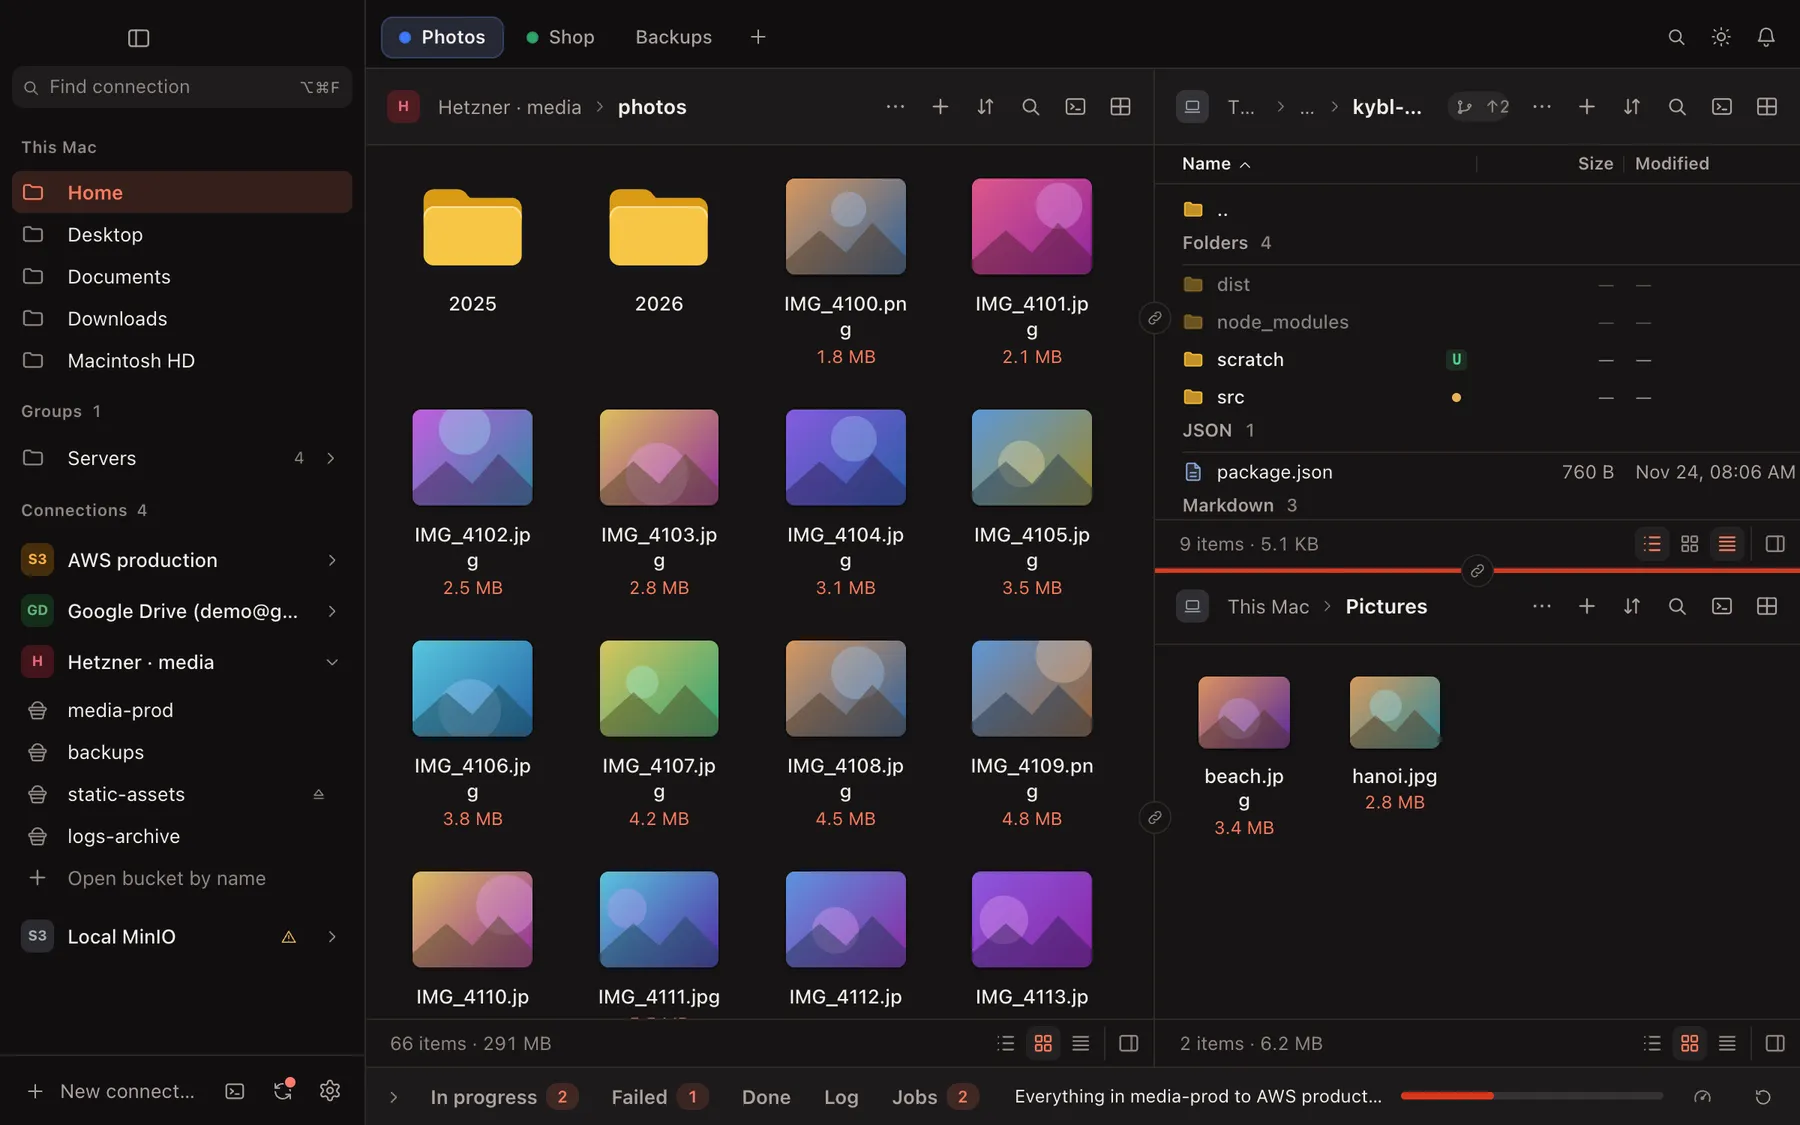 Find connection ⌥⌘F
This Mac
Home
Desktop
Documents
Downloads
Macintosh HD
Groups 1
Servers 4
Connections 4
S3 AWS production
GD Google Drive (demo@g...
H Hetzner · media
media-prod
backups
static-assets
logs-archive
Open bucket by name
S3 Local MinIO
New connect...
Photos Shop Backups
H Hetzner · media photos
2025
2026
IMG_4100.pn
g
1.8 MB
IMG_4101.jp
g
2.1 MB
IMG_4102.jp
g
2.5 MB
IMG_4103.jp
g
2.8 MB
IMG_4104.jp
g
3.1 MB
IMG_4105.jp
g
3.5 MB
IMG_4106.jp
g
3.8 MB
IMG_4107.jp
g
4.2 MB
IMG_4108.jp
g
4.5 MB
IMG_4109.pn
g
4.8 MB
IMG_4110.jp
IMG_4111.jpg
IMG_4112.jp
IMG_4113.jp
66 items · 291 MB
T... ... kybl-... ↑2
Name Size Modified
..
Folders 4
dist — —
node_modules — —
scratch U — —
src — —
JSON 1
package.json 760 B Nov 24, 08:06 AM
Markdown 3
9 items · 5.1 KB
This Mac Pictures
beach.jp
g
3.4 MB
hanoi.jpg
2.8 MB
2 items · 6.2 MB
In progress 2 Failed 1 Done Log Jobs 2 Everything in media-prod to AWS product...